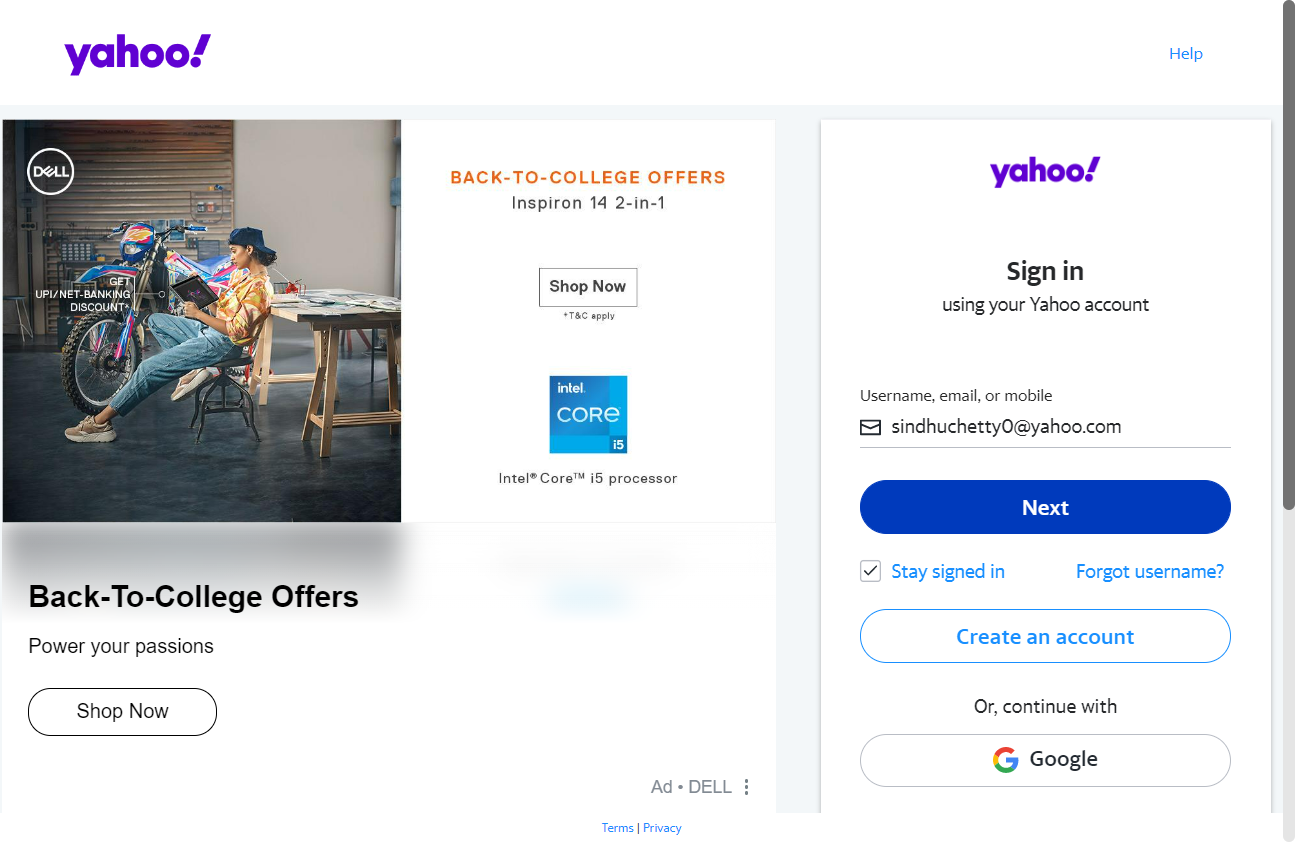 yahoo!
Help
DELL
BACK-TO-COLLEGE OFFERS
Inspiron 14 2-in-1
GET
UPI/NET-BANKING
DISCOUNT*
Shop Now
*T&C apply
intel.
CORE
i5
Intel® Core™ i5 processor
Back-To-College Offers
Power your passions
Shop Now
Ad • DELL
yahoo!
Sign in
using your Yahoo account
Username, email, or mobile
sindhuchetty0@yahoo.com
Next
Stay signed in
Forgot username?
Create an account
Or, continue with
Google
Terms | Privacy